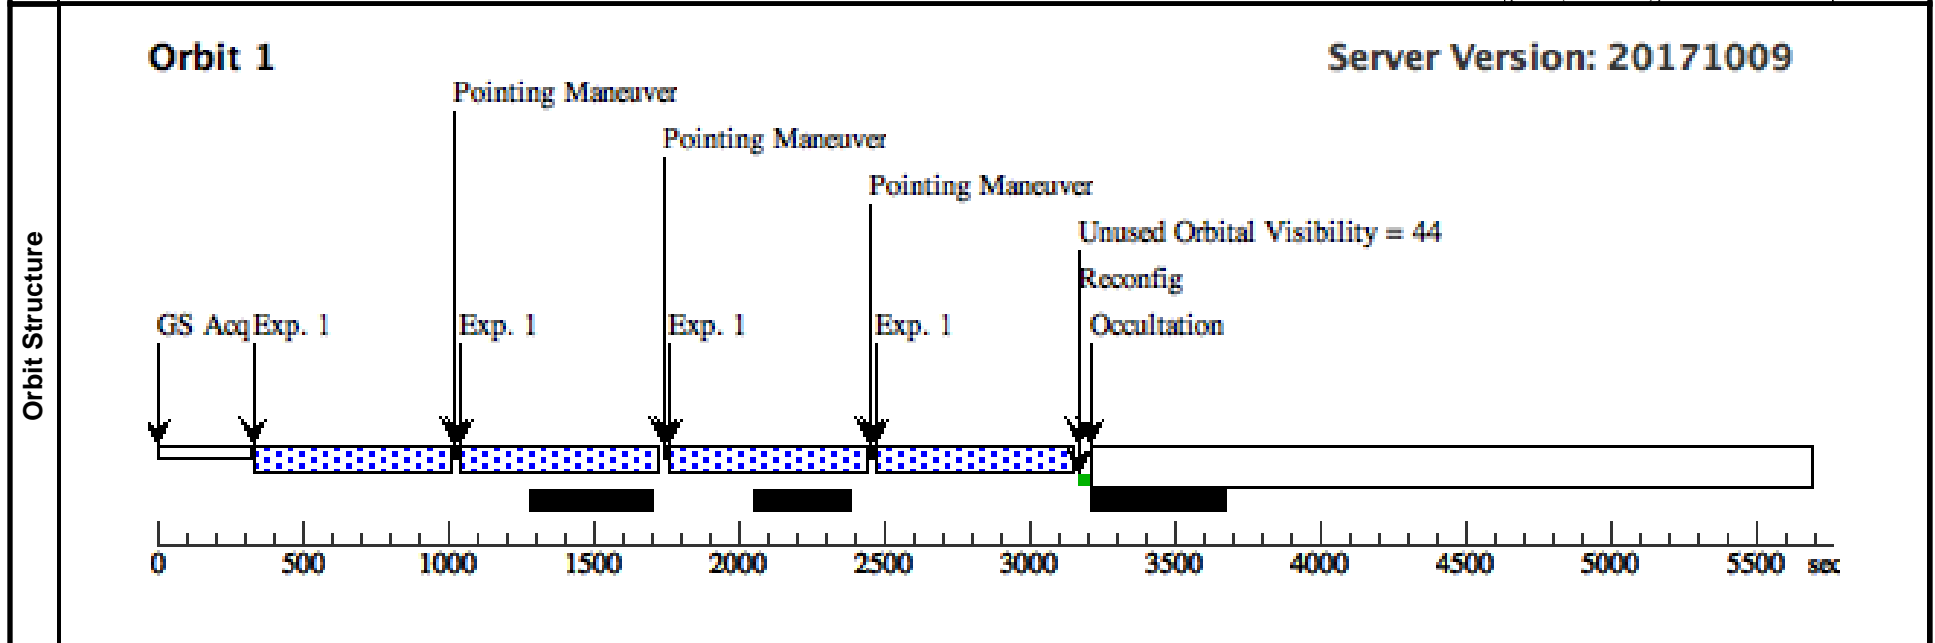 Orbit Structure
Orbit 1
Server Version: 20171009
Pointing Maneuver
Pointing Maneuver
Pointing Maneuver
Unused Orbital Visibility = 44
Reconfig
GS Acq Exp. 1 Exp. 1 Exp. 1 Exp. 1 Occultation
0 500 1000 1500 2000 2500 3000 3500 4000 4500 5000 5500 sec